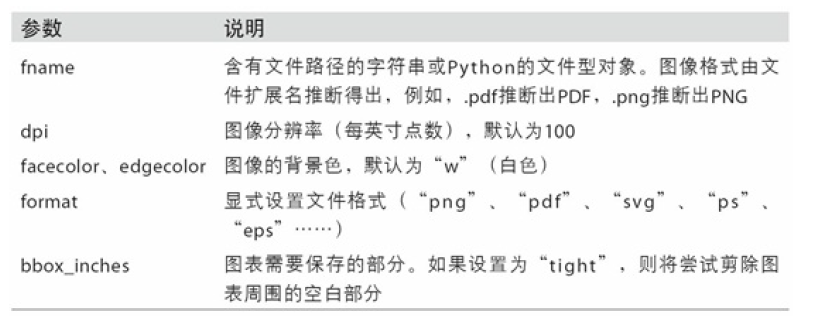 参数 说明
fname 含有文件路径的字符串或Python的文件型对象。图像格式由文
件扩展名推断得出，例如，.pdf推断出PDF，.png推断出PNG
dpi 图像分辨率（每英寸点数），默认为100
facecolor、edgecolor 图像的背景色，默认为“w”（白色）
format 显式设置文件格式（“png”、“pdf”、“svg”、“ps”、
“eps”……）
bbox_inches 图表需要保存的部分。如果设置为“tight”，则将尝试剪除图
表周围的空白部分